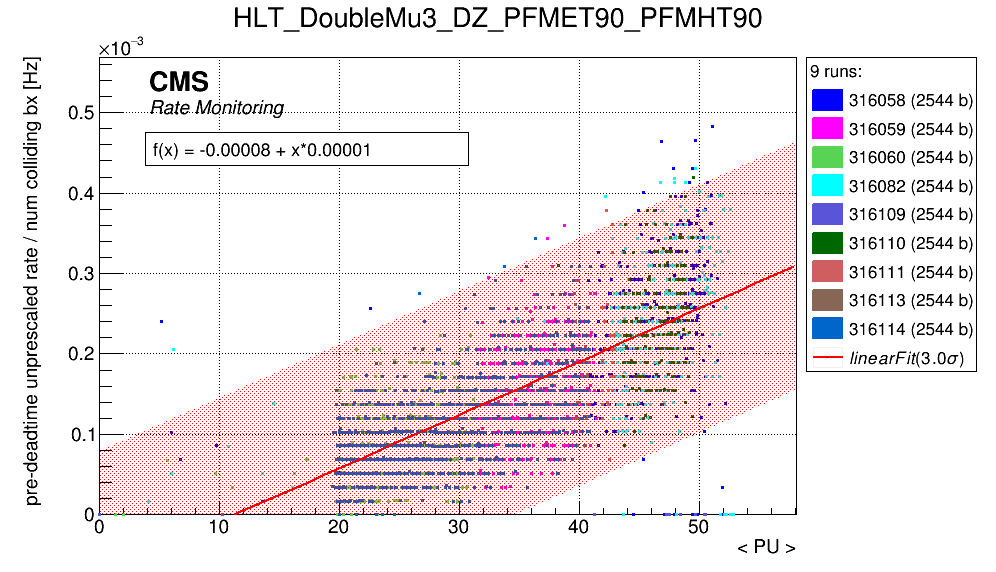 HLT_DoubleMu3_DZ_PFMET90_PFMHT90
×10⁻³
CMS
Rate Monitoring
f(x) = -0.00008 + x*0.00001
pre-deadtime unprescaled rate / num colliding bx [Hz]
0.5
0.4
0.3
0.2
0.1
0
0 10 20 30 40 50
< PU >
9 runs:
316058 (2544 b)
316059 (2544 b)
316060 (2544 b)
316082 (2544 b)
316109 (2544 b)
316110 (2544 b)
316111 (2544 b)
316113 (2544 b)
316114 (2544 b)
linearFit(3.0σ)